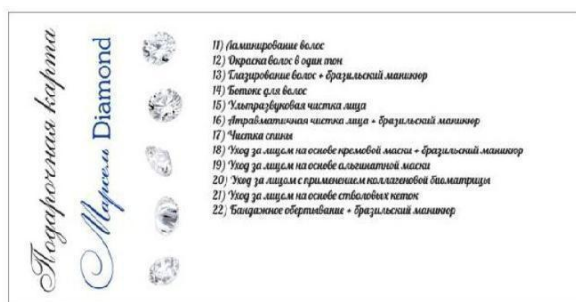 Подарочная карта
Марсель Diamond
11) Ламинирование волос
12) Окраска волос в один тон
13) Глазирование волос + бразильский маникюр
14) Ботокс для волос
15) Ультразвуковая чистка лица
16) Атравматичная чистка лица + бразильский маникюр
17) Чистка спины
18) Уход за лицом на основе кремовой маски + бразильский маникюр
19) Уход за лицом на основе альгинатной маски
20) Уход за лицом с применением коллагеновой биоматрицы
21) Уход за лицом на основе стволовых клеток
22) Бандажное обертывание + бразильский маникюр